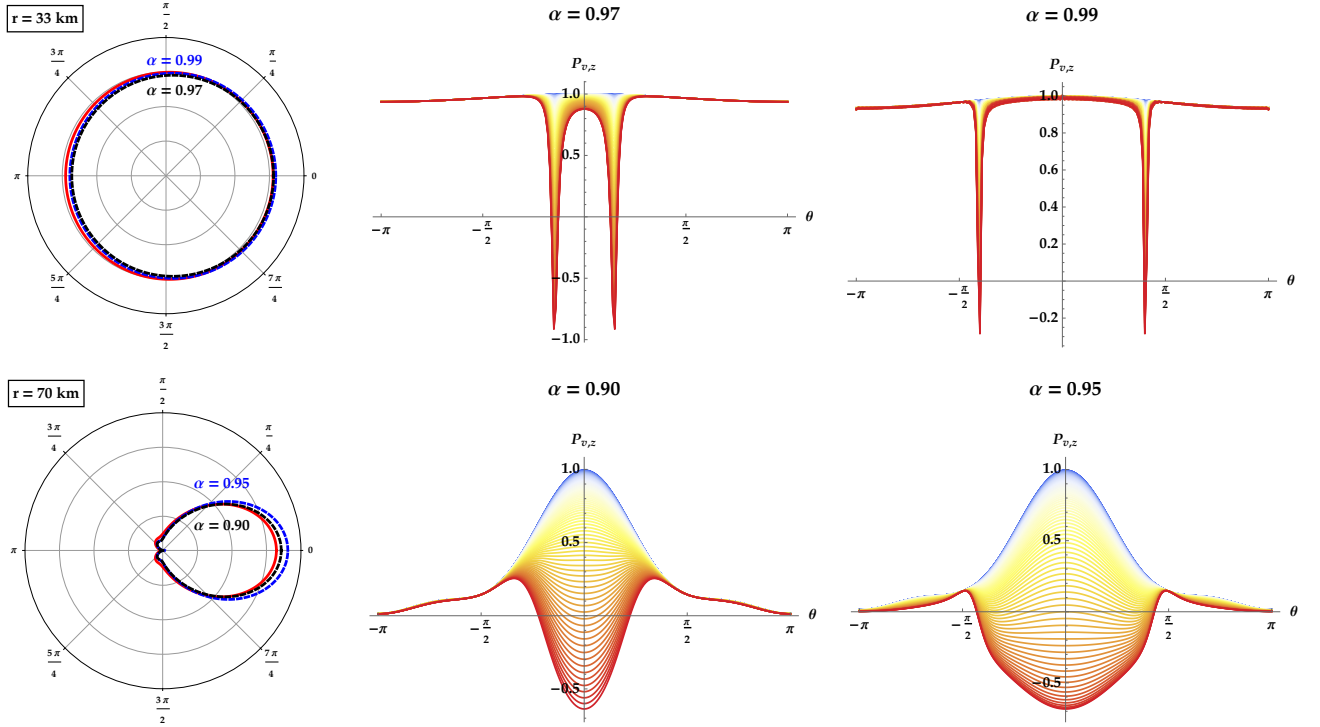 r = 33 km
π/2
3π/4
π/4
α = 0.99
α = 0.97
π
0
5π/4
7π/4
3π/2
α = 0.97
P_{v,z}
1.0
0.5
−π
−π/2
π/2
π
θ
−0.5
−1.0
α = 0.99
P_{v,z}
1.0
0.8
0.6
0.4
0.2
−π
−π/2
π/2
π
θ
−0.2
r = 70 km
π/2
3π/4
π/4
α = 0.95
α = 0.90
π
0
5π/4
7π/4
3π/2
α = 0.90
P_{v,z}
1.0
0.5
−π
−π/2
π/2
π
θ
−0.5
α = 0.95
P_{v,z}
1.0
0.5
−π
−π/2
π/2
π
θ
−0.5